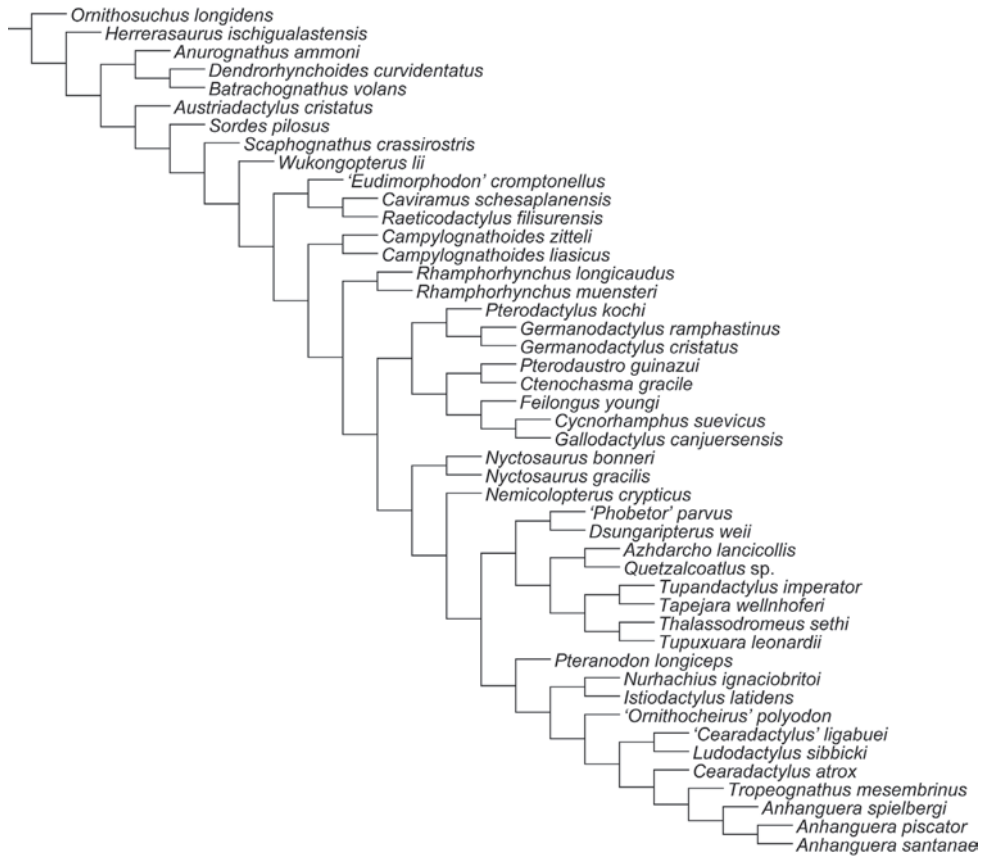 Ornithosuchus longidens
Herrerasaurus ischigualastensis
Anurognathus ammoni
Dendrorhynchoides curvidentatus
Batrachognathus volans
Austriadactylus cristatus
Sordes pilosus
Scaphognathus crassirostris
Wukongopterus lii
‘Eudimorphodon’ cromptonellus
Caviramus schesaplanensis
Raeticodactylus filisurensis
Campylognathoides zitteli
Campylognathoides liasicus
Rhamphorhynchus longicaudus
Rhamphorhynchus muensteri
Pterodactylus kochi
Germanodactylus ramphastinus
Germanodactylus cristatus
Pterodaustro guinazui
Ctenochasma gracile
Feilongus youngi
Cycnorhamphus suevicus
Gallodactylus canjuersensis
Nyctosaurus bonneri
Nyctosaurus gracilis
Nemicolopterus crypticus
‘Phobetor’ parvus
Dsungaripterus weii
Azhdarcho lancicollis
Quetzalcoatlus sp.
Tupandactylus imperator
Tapejara wellnhoferi
Thalassodromeus sethi
Tupuxuara leonardii
Pteranodon longiceps
Nurhachius ignaciobritoi
Istiodactylus latidens
‘Ornithocheirus’ polyodon
‘Cearadactylus’ ligabuei
Ludodactylus sibbicki
Cearadactylus atrox
Tropeognathus mesembrinus
Anhanguera spielbergi
Anhanguera piscator
Anhanguera santanae